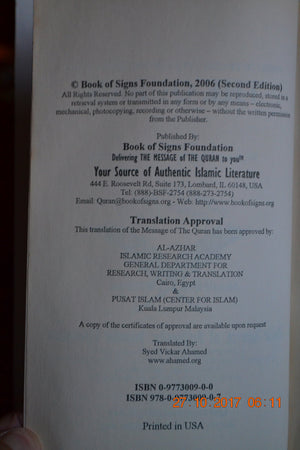 © Book of Signs Foundation, 2006 (Second Edition)
All Rights Reserved. No part of this publication may be reproduced, stored in a
retrieval system or transmitted in any form or by any means – electronic,
mechanical, photocopying, recording or otherwise – without the written permission
from the Publisher.
Published By:
Book of Signs Foundation
Delivering THE MESSAGE of THE QURAN to you™
Your Source of Authentic Islamic Literature
444 E. Roosevelt Rd, Suite 173, Lombard, IL 60148, USA
Tel: (888)-BSF-2754 (888-273-2754)
Email: Quran@bookofsigns.org - Web: http://www.bookofsigns.org
Translation Approval
This translation of the Message of The Quran has been approved by:
AL-AZHAR
ISLAMIC RESEARCH ACADEMY
GENERAL DEPARTMENT FOR
RESEARCH, WRITING & TRANSLATION
Cairo, Egypt
&
PUSAT ISLAM (CENTER FOR ISLAM)
Kuala Lumpur Malaysia
A copy of the certificates of approval are available upon request
Translated By:
Syed Vickar Ahamed
www.ahamed.org
ISBN 0-9773009-0-0
ISBN 978-0-9773009-0-7
27-10-2017 06:11
Printed in USA